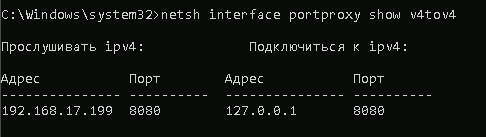 C:\Windows\system32>netsh interface portproxy show v4tov4
Прослушивать ipv4:             Подключиться к ipv4:
Адрес           Порт        Адрес           Порт
--------------- ----------  --------------- ----------
192.168.17.199  8080        127.0.0.1       8080